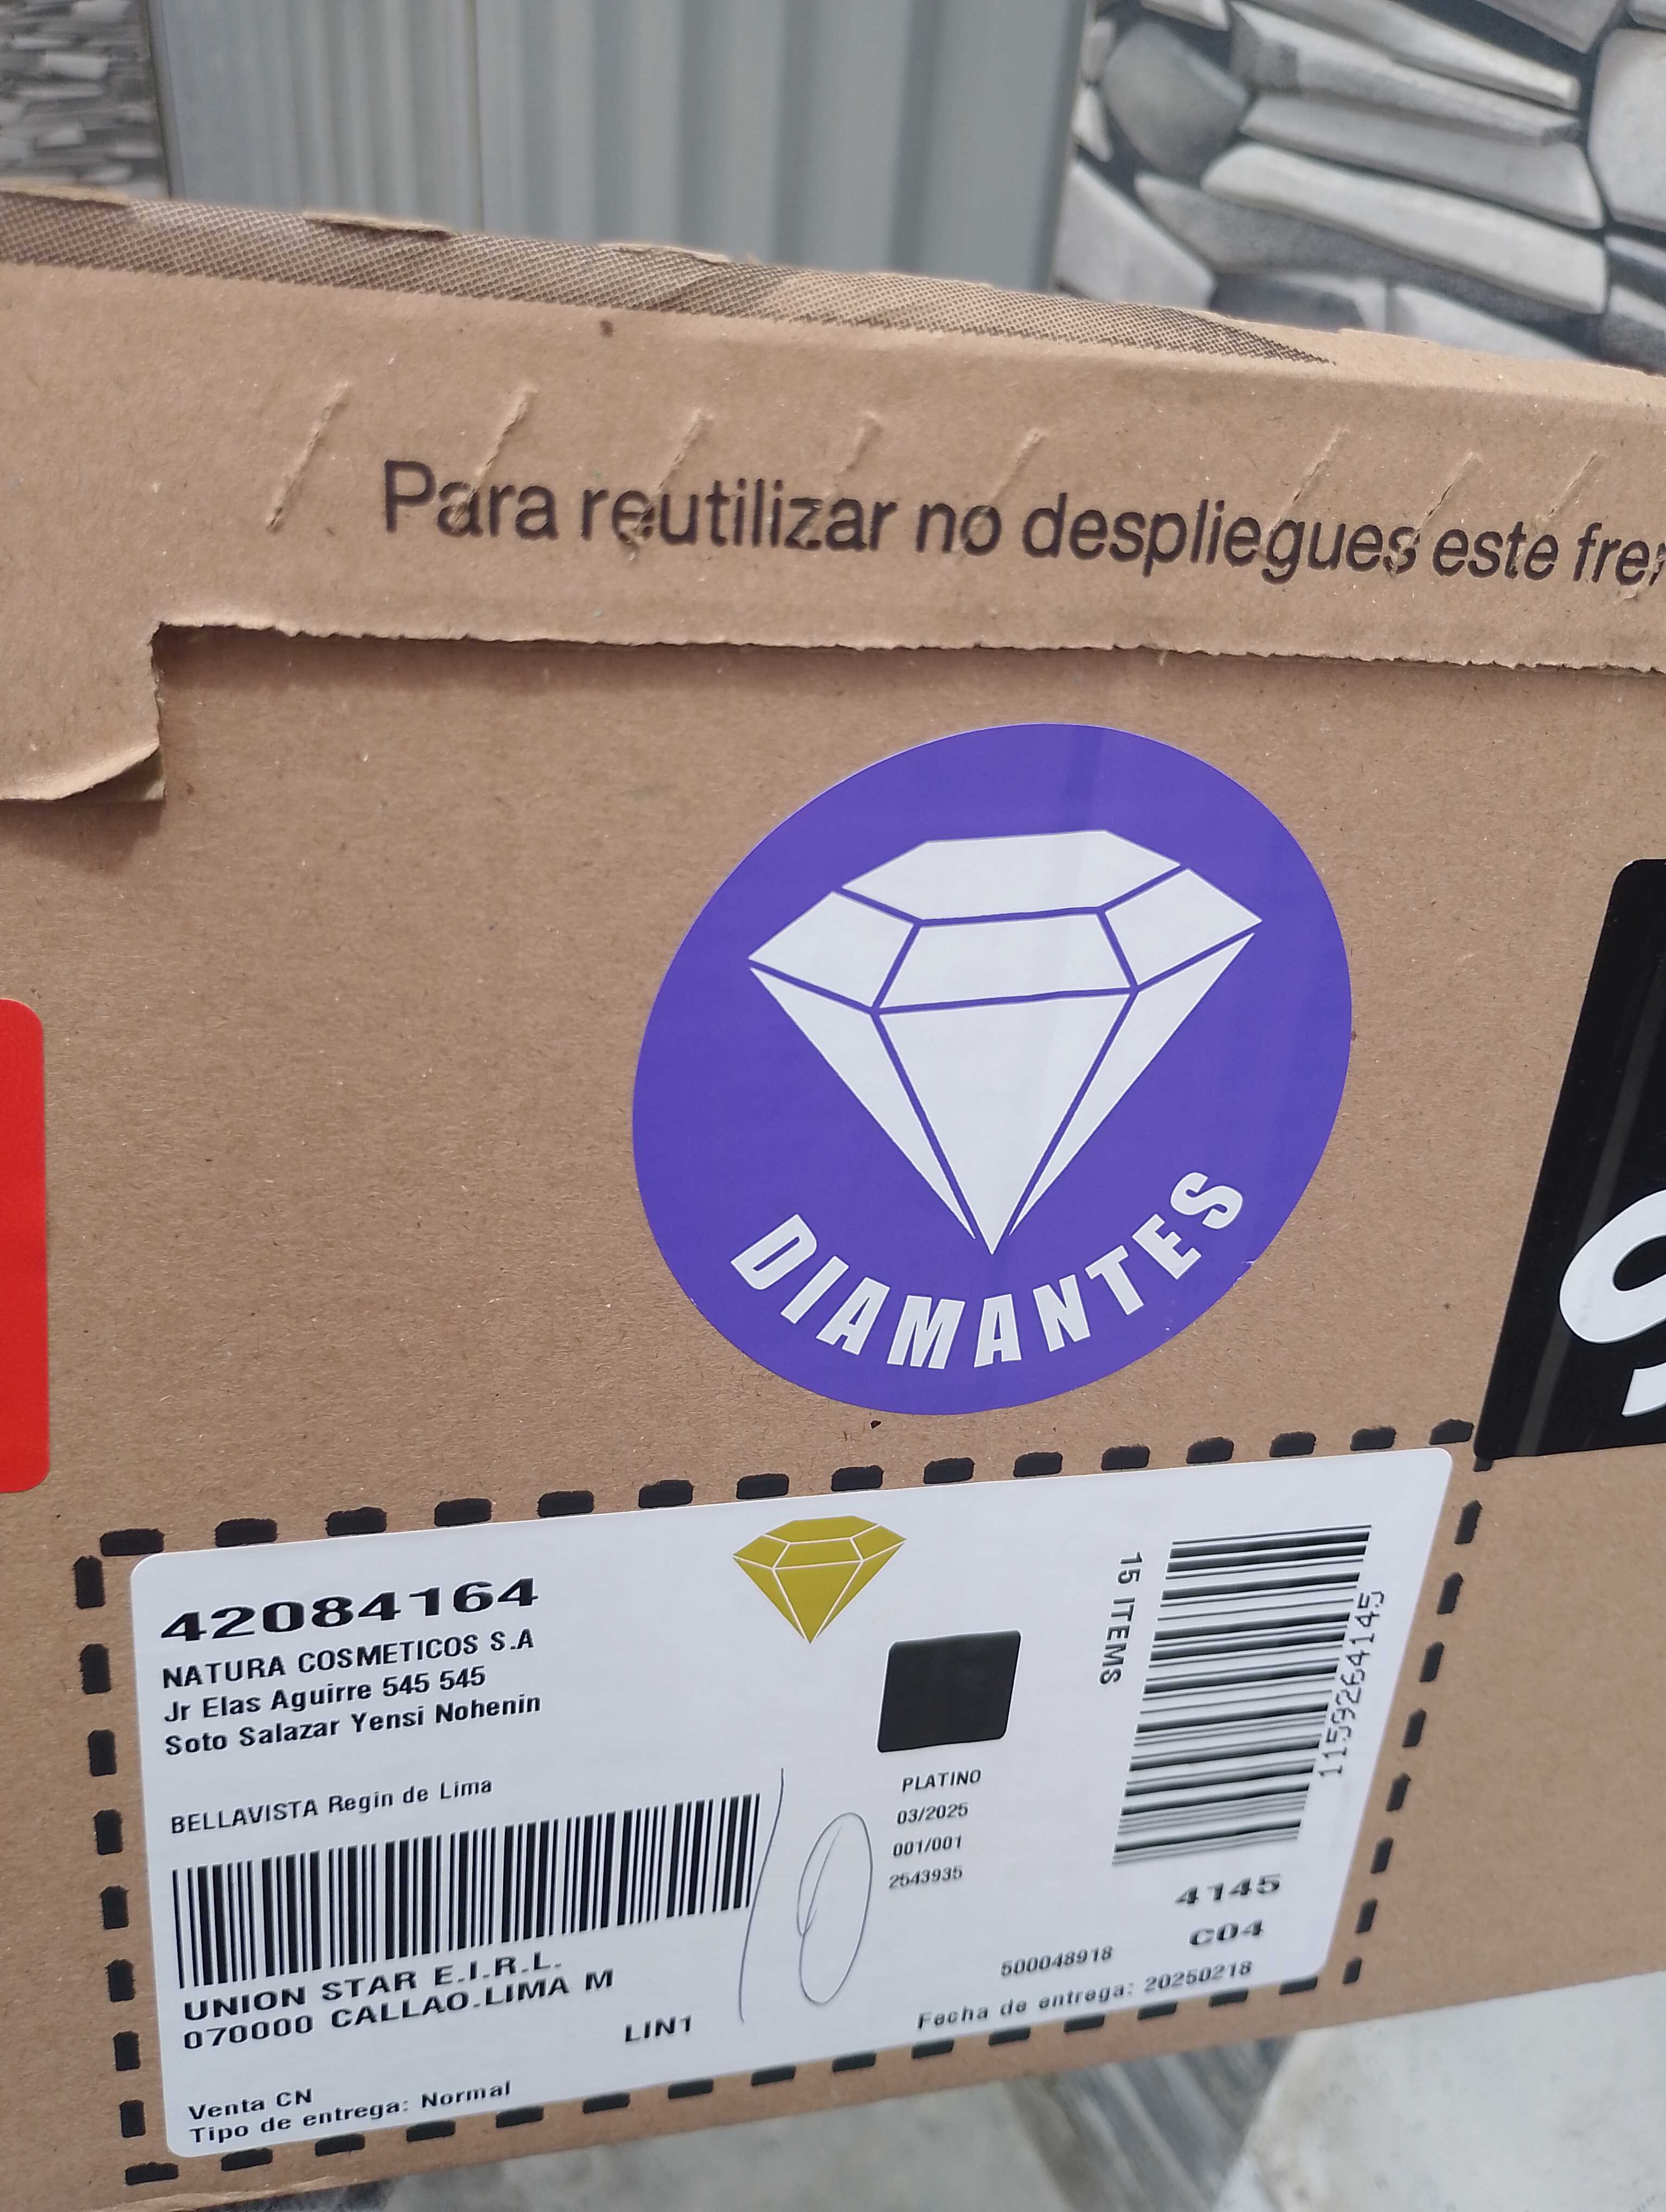 Para reutilizar no despliegues este
DIAMANTES
42084164
NATURA COSMETICOS S.A
Jr Elas Aguirre 545 545
Soto Salazar Yensi Nohenin
BELLAVISTA Regin de Lima
UNION STAR E.I.R.L.
070000 CALLAO.LIMA M
LIN1
Venta CN
Tipo de entrega: Normal
PLATINO
03/2025
001/001
2543935
15 ITEMS
1159264145
4145
C04
500048918
Fecha de entrega: 20250218